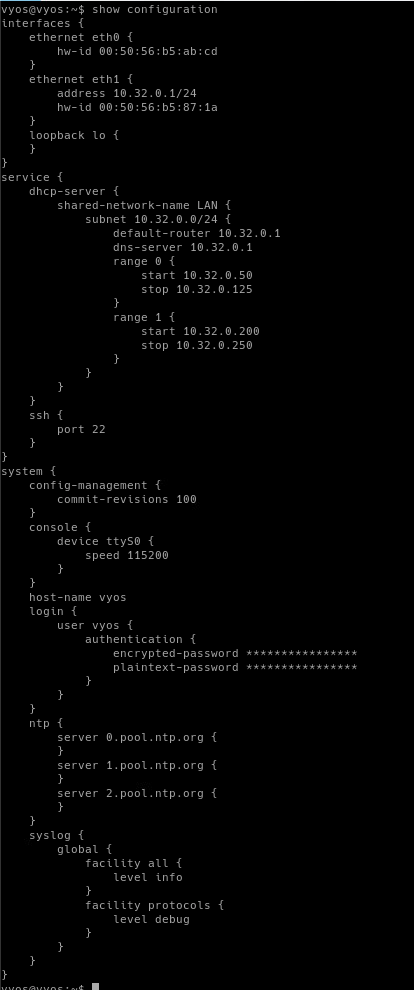 vyos@vyos:~$ show configuration
interfaces {
    ethernet eth0 {
        hw-id 00:50:56:b5:ab:cd
    }
    ethernet eth1 {
        address 10.32.0.1/24
        hw-id 00:50:56:b5:87:1a
    }
    loopback lo {
    }
}
service {
    dhcp-server {
        shared-network-name LAN {
            subnet 10.32.0.0/24 {
                default-router 10.32.0.1
                dns-server 10.32.0.1
                range 0 {
                    start 10.32.0.50
                    stop 10.32.0.125
                }
                range 1 {
                    start 10.32.0.200
                    stop 10.32.0.250
                }
            }
        }
    }
    ssh {
        port 22
    }
}
system {
    config-management {
        commit-revisions 100
    }
    console {
        device ttyS0 {
            speed 115200
        }
    }
    host-name vyos
    login {
        user vyos {
            authentication {
                encrypted-password ****************
                plaintext-password ****************
            }
        }
    }
    ntp {
        server 0.pool.ntp.org {
        }
        server 1.pool.ntp.org {
        }
        server 2.pool.ntp.org {
        }
    }
    syslog {
        global {
            facility all {
                level info
            }
            facility protocols {
                level debug
            }
        }
    }
}
vyos@vyos:~$